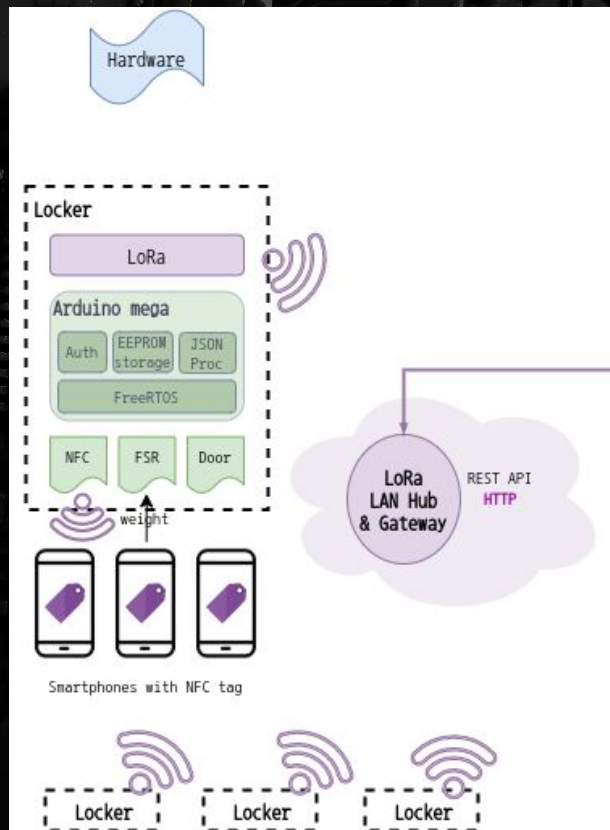 Hardware
Locker
LoRa
Arduino mega
Auth
EEPROM
storage
JSON
Proc
FreeRTOS
NFC
FSR
Door
weight
Smartphones with NFC tag
LoRa
LAN Hub
& Gateway
REST API
HTTP
Locker
Locker
Locker